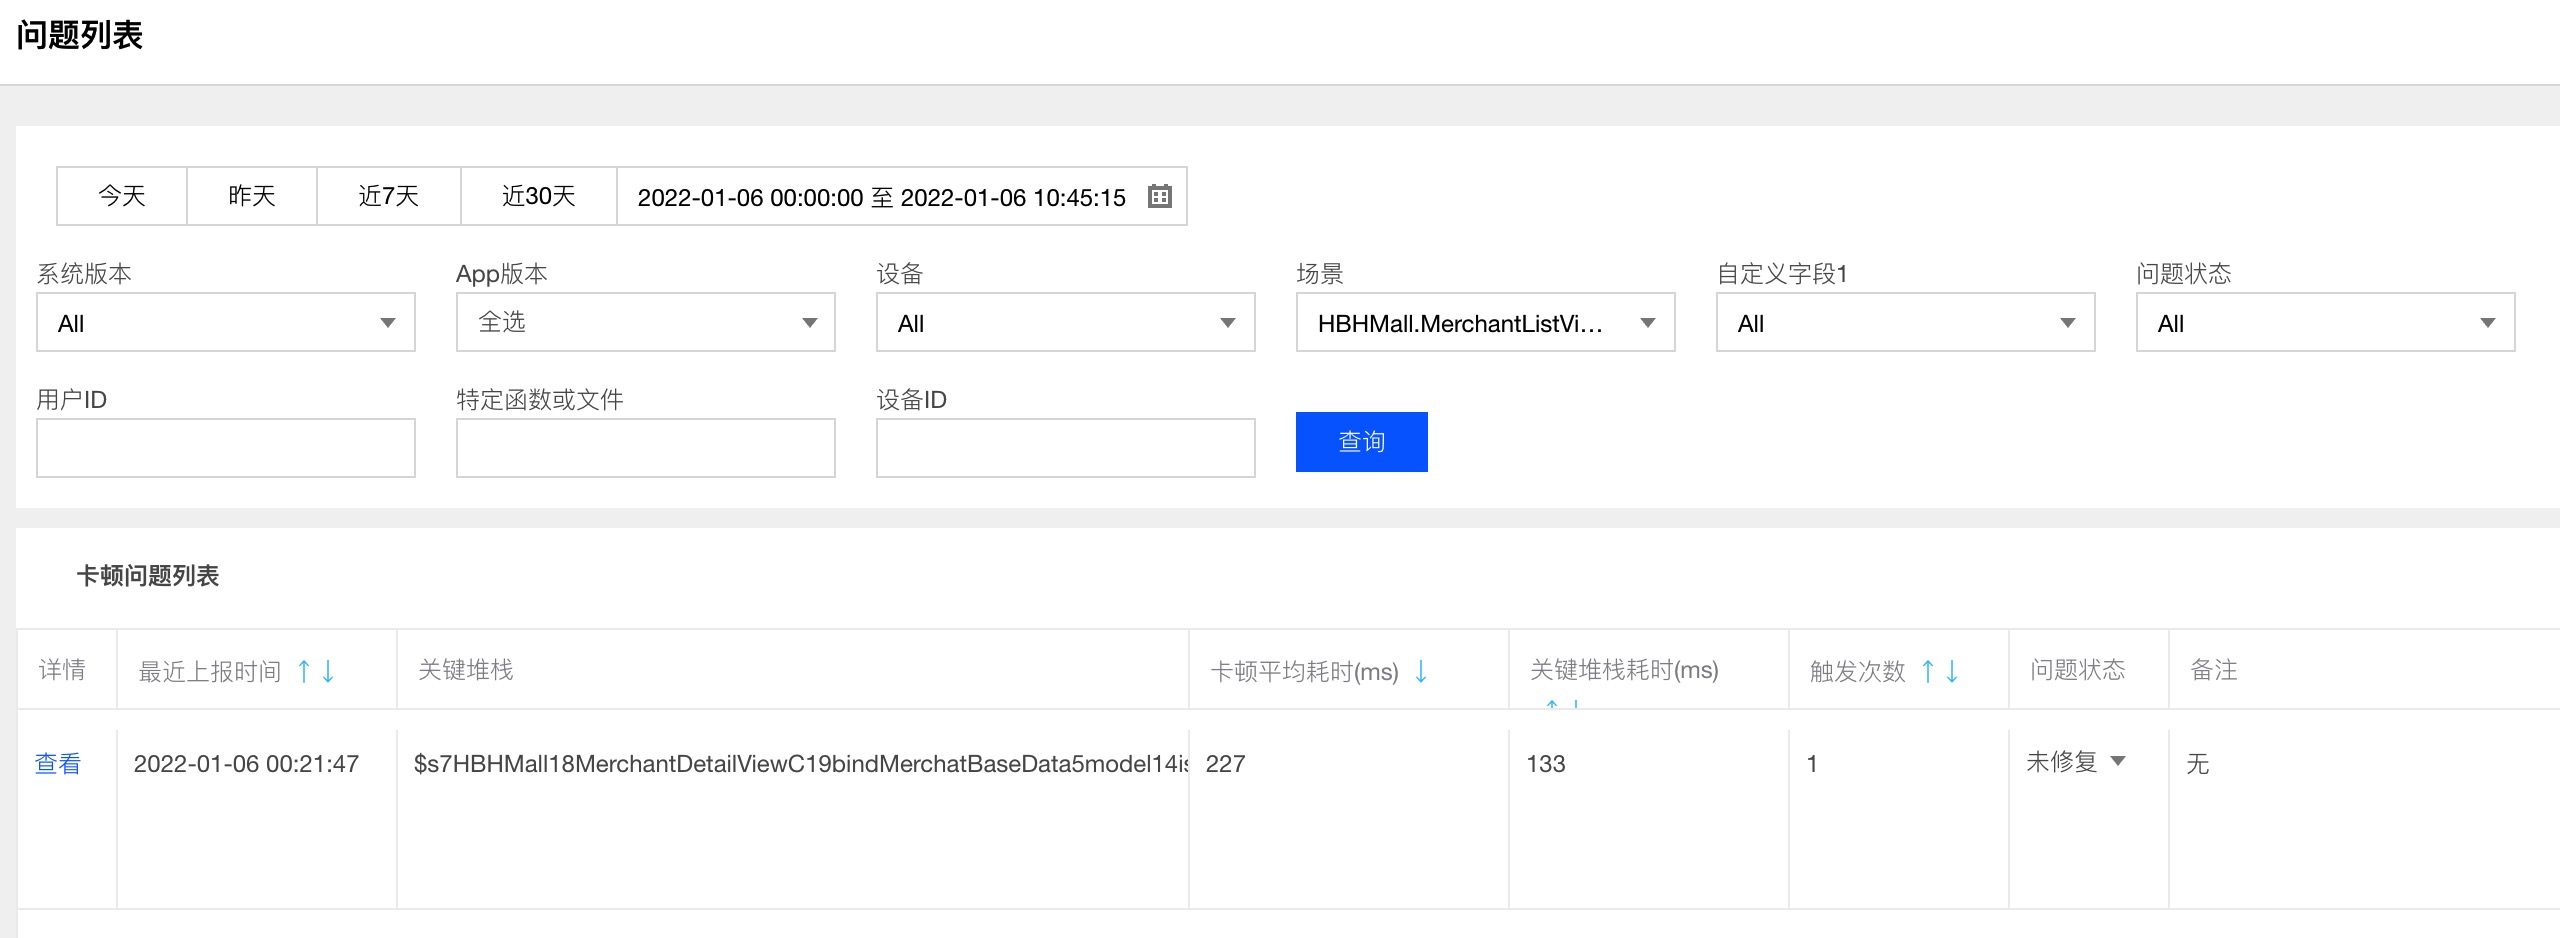 问题列表
今天 昨天 近7天 近30天 2022-01-06 00:00:00 至 2022-01-06 10:45:15
系统版本 App版本 设备 场景 自定义字段1 问题状态
All 全选 All HBHMall.MerchantListVi... All All
用户ID 特定函数或文件 设备ID
查询
卡顿问题列表
详情 最近上报时间 ↑↓ 关键堆栈 卡顿平均耗时(ms) ↓ 关键堆栈耗时(ms) ↑↓ 触发次数 ↑↓ 问题状态 备注
查看 2022-01-06 00:21:47 $s7HBHMall18MerchantDetailViewC19bindMerchatBaseData5model14is 227 133 1 未修复 无